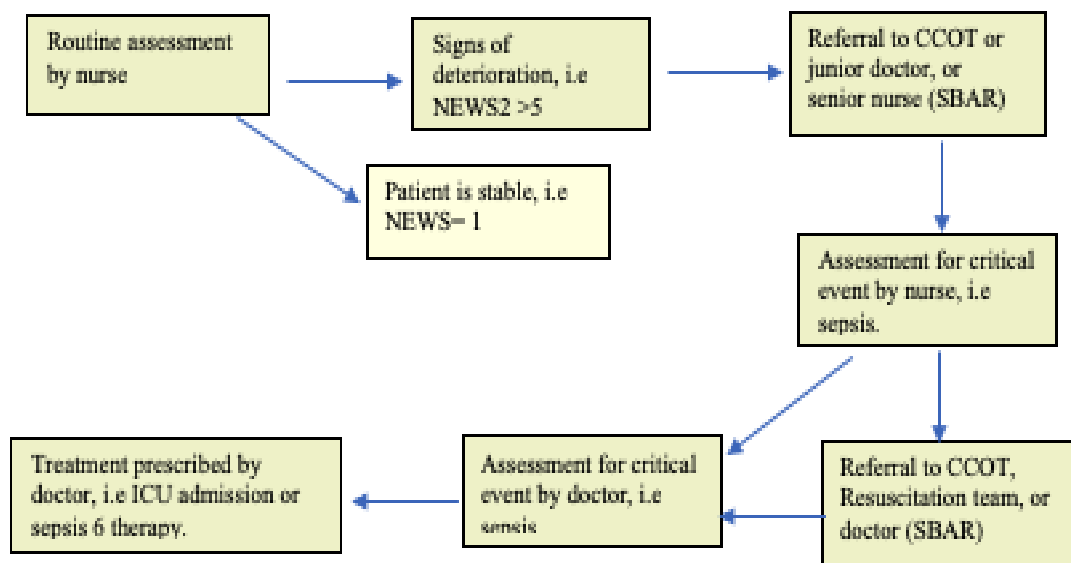 Routine assessment
by nurse
Signs of
deterioration, i.e
NEWS2 >5
Referral to CCOT or
junior doctor, or
senior nurse (SBAR)
Patient is stable, i.e
NEWS= 1
Assessment for critical
event by nurse, i.e
sepsis.
Referral to CCOT,
Resuscitation team, or
doctor (SBAR)
Assessment for critical
event by doctor, i.e
sepsis
Treatment prescribed by
doctor, i.e ICU admission or
sepsis 6 therapy.